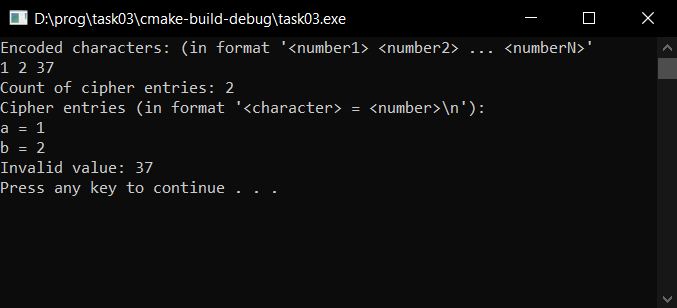 D:\prog\task03\cmake-build-debug\task03.exe
Encoded characters: (in format '<number1> <number2> ... <numberN>'
1 2 37
Count of cipher entries: 2
Cipher entries (in format '<character> = <number>\n'):
a = 1
b = 2
Invalid value: 37
Press any key to continue . . .